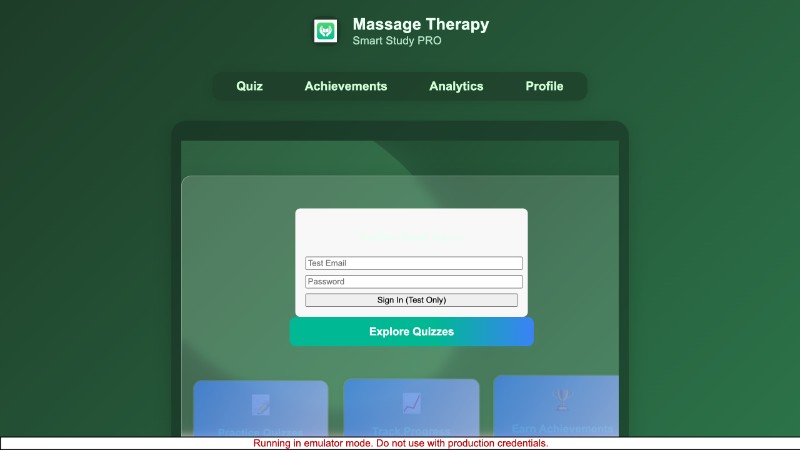 Massage Therapy
Smart Study PRO
Quiz Achievements Analytics Profile
Test Email
Password
Sign In (Test Only)
Explore Quizzes
Practice Quizzes Track Progress Earn Achievements
Running in emulator mode. Do not use with production credentials.